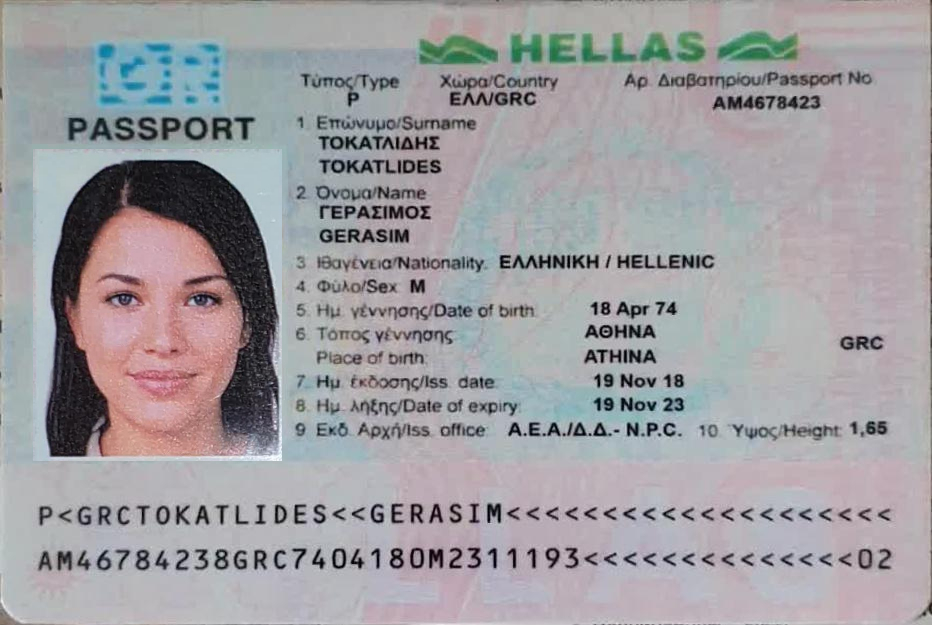 HELLAS
GR
PASSPORT
Τύπος/Type Χώρα/Country Αρ. Διαβατηρίου/Passport No
P ΕΛΛ/GRC AM4678423
1. Επώνυμο/Surname
ΤΟΚΑΤΛΙΔΗΣ
TOKATLIDES
2. Όνομα/Name
ΓΕΡΑΣΙΜΟΣ
GERASIM
3. Ιθαγένεια/Nationality. ΕΛΛΗΝΙΚΗ / HELLENIC
4. Φύλο/Sex M
5. Ημ. γέννησης/Date of birth: 18 Apr 74
6. Τόπος γέννησης ΑΘΗΝΑ
Place of birth: ATHINA
GRC
7. Ημ. έκδοσης/Iss. date: 19 Nov 18
8. Ημ. λήξης/Date of expiry: 19 Nov 23
9. Εκδ. Αρχή/Iss. office: Α.Ε.Α./Δ.Δ.- N.P.C. 10. Ύψος/Height: 1,65
P<GRCTOKATLIDES<<GERASIM<<<<<<<<<<<<<<<<<<<<
AM46784238GRC7404180M2311193<<<<<<<<<<<<<<02